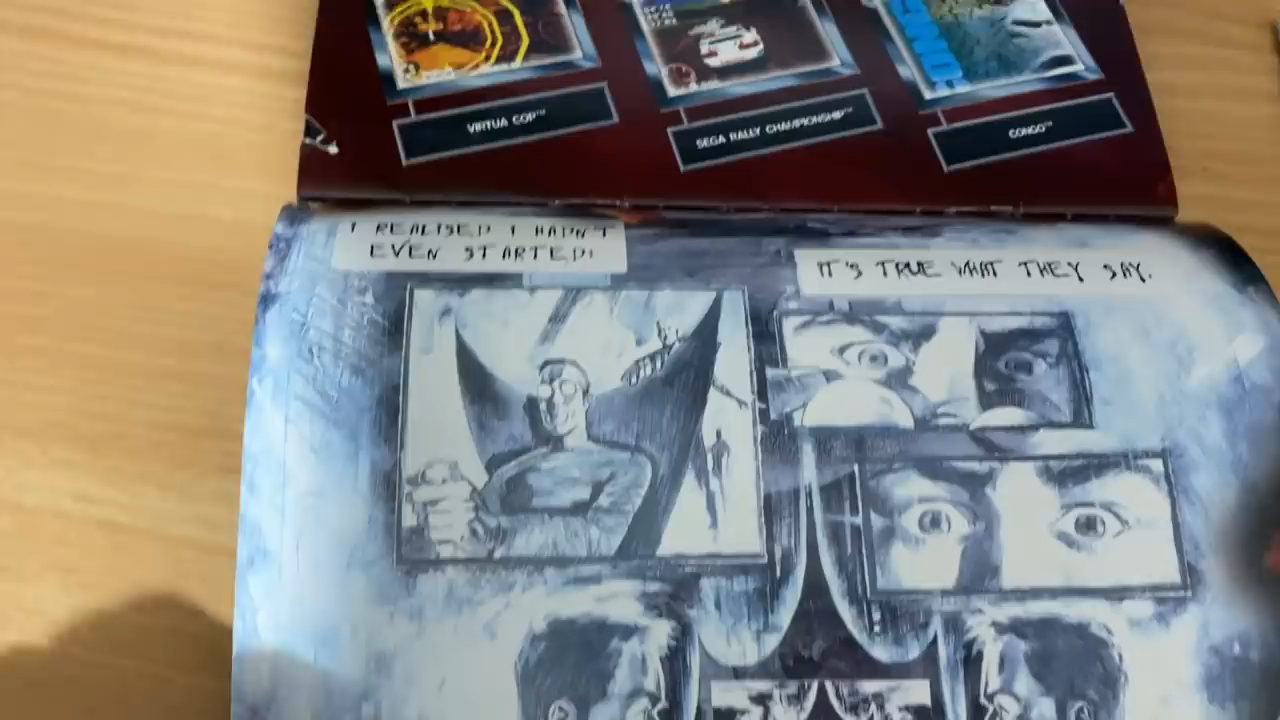 VIRTUA COP™
SEGA RALLY CHAMPIONSHIP™
CONGO™
I REALISED I HADN'T
EVEN STARTED!
IT'S TRUE WHAT THEY SAY.